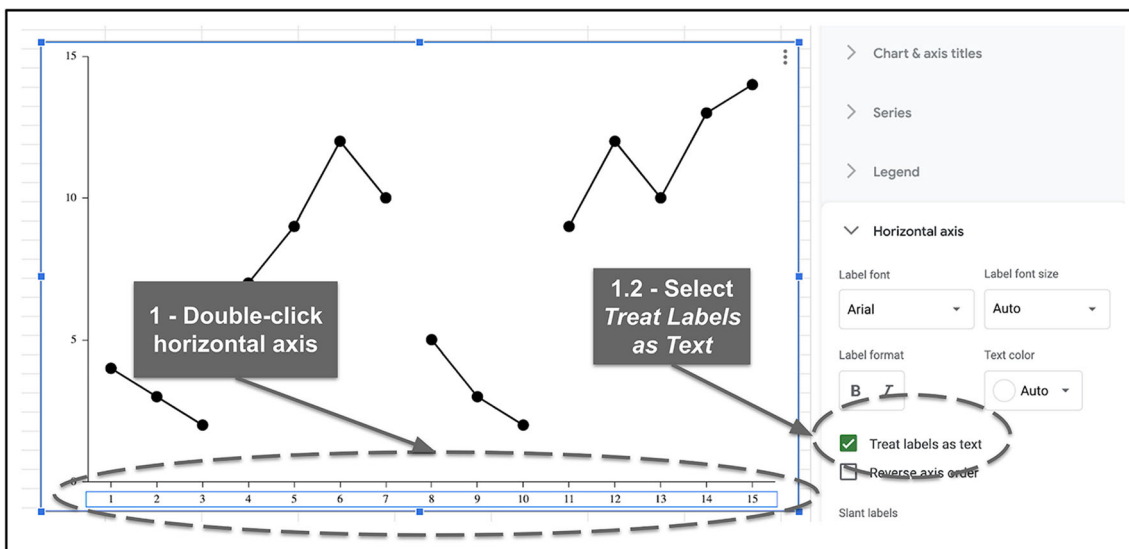 15
10
5
0
1 2 3 4 5 6 7 8 9 10 11 12 13 14 15
1 - Double-click
horizontal axis
1.2 - Select
Treat Labels
as Text
Chart & axis titles
Series
Legend
Horizontal axis
Label font Label font size
Arial Auto
Label format Text color
B I Auto
Treat labels as text
Reverse axis order
Slant labels